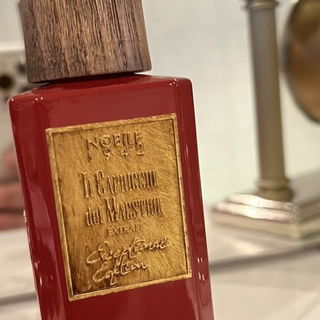 NOBILE
1942
Il Capriccio
del Maestro
EXTRAIT
Exceptional
Edition